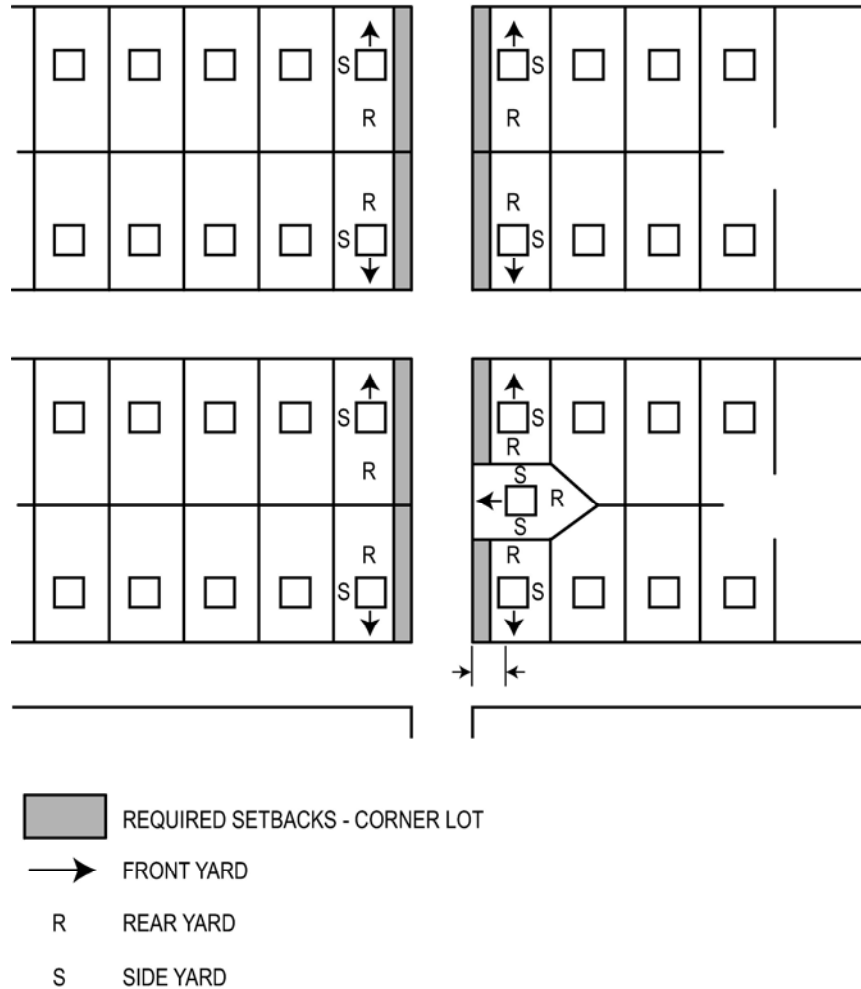 S S
R R
R R
S S
S S
R R
S
R
S
R R
S S
REQUIRED SETBACKS - CORNER LOT
FRONT YARD
R REAR YARD
S SIDE YARD